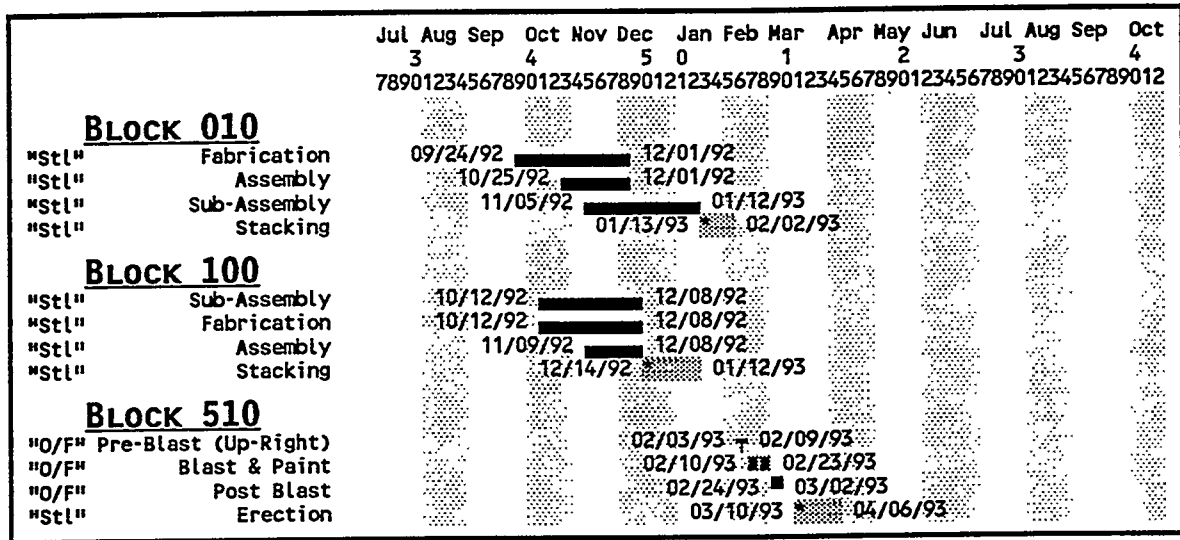 Jul Aug Sep Oct Nov Dec Jan Feb Mar Apr May Jun Jul Aug Sep Oct
3 4 5 0 1 2 3 4
789012345678901234567890123456789012345678901234567890123456789012
BLOCK 010
"Stl" Fabrication 09/24/92 12/01/92
"Stl" Assembly 10/25/92 12/01/92
"Stl" Sub-Assembly 11/05/92 01/12/93
"Stl" Stacking 01/13/93 * 02/02/93
BLOCK 100
"Stl" Sub-Assembly 10/12/92 12/08/92
"Stl" Fabrication 10/12/92 12/08/92
"Stl" Assembly 11/09/92 12/08/92
"Stl" Stacking 12/14/92 * 01/12/93
BLOCK 510
"O/F" Pre-Blast (Up-Right) 02/03/93 02/09/93
"O/F" Blast & Paint 02/10/93 02/23/93
"O/F" Post Blast 02/24/93 03/02/93
"Stl" Erection 03/10/93 * 04/06/93